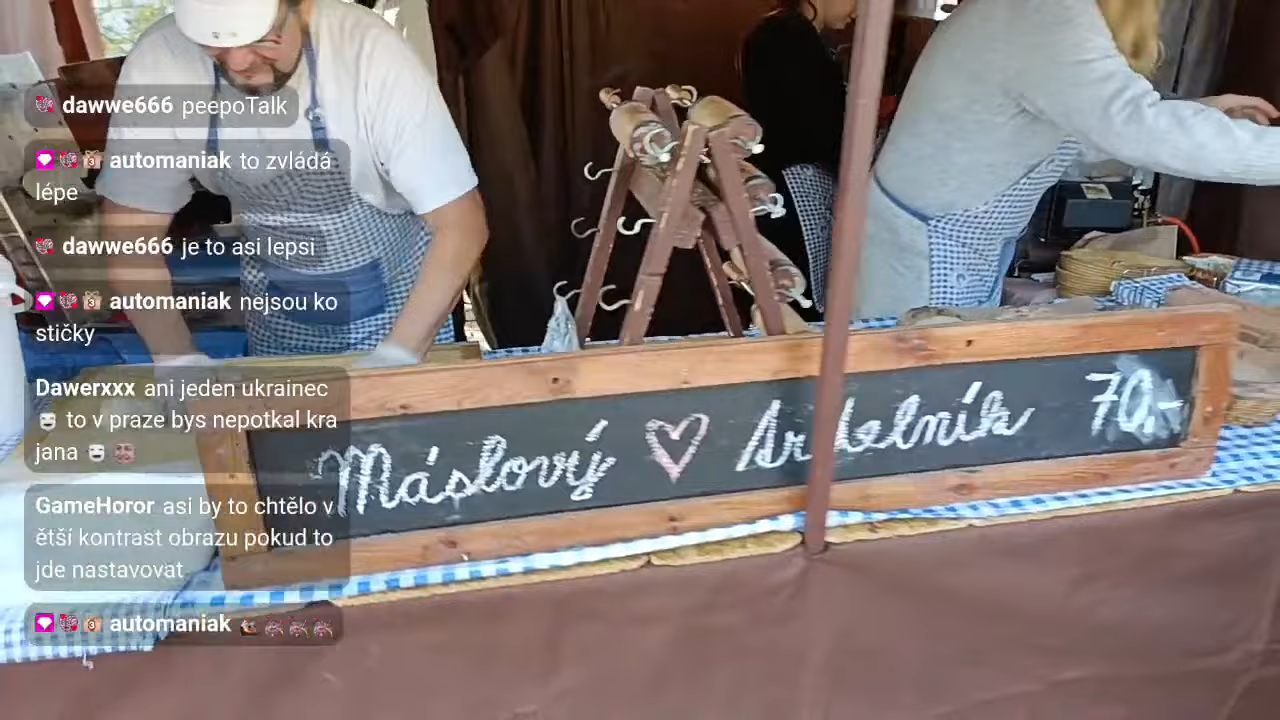 dawwe666 peepoTalk
automaniak to zvládá
lépe
dawwe666 je to asi lepsi
automaniak nejsou ko
stičky
Dawerxxx ani jeden ukrainec
to v praze bys nepotkal kra
jana
GameHoror asi by to chtělo v
ětší kontrast obrazu pokud to
jde nastavovat
automaniak
Máslový ♥ Trdelník 70,-